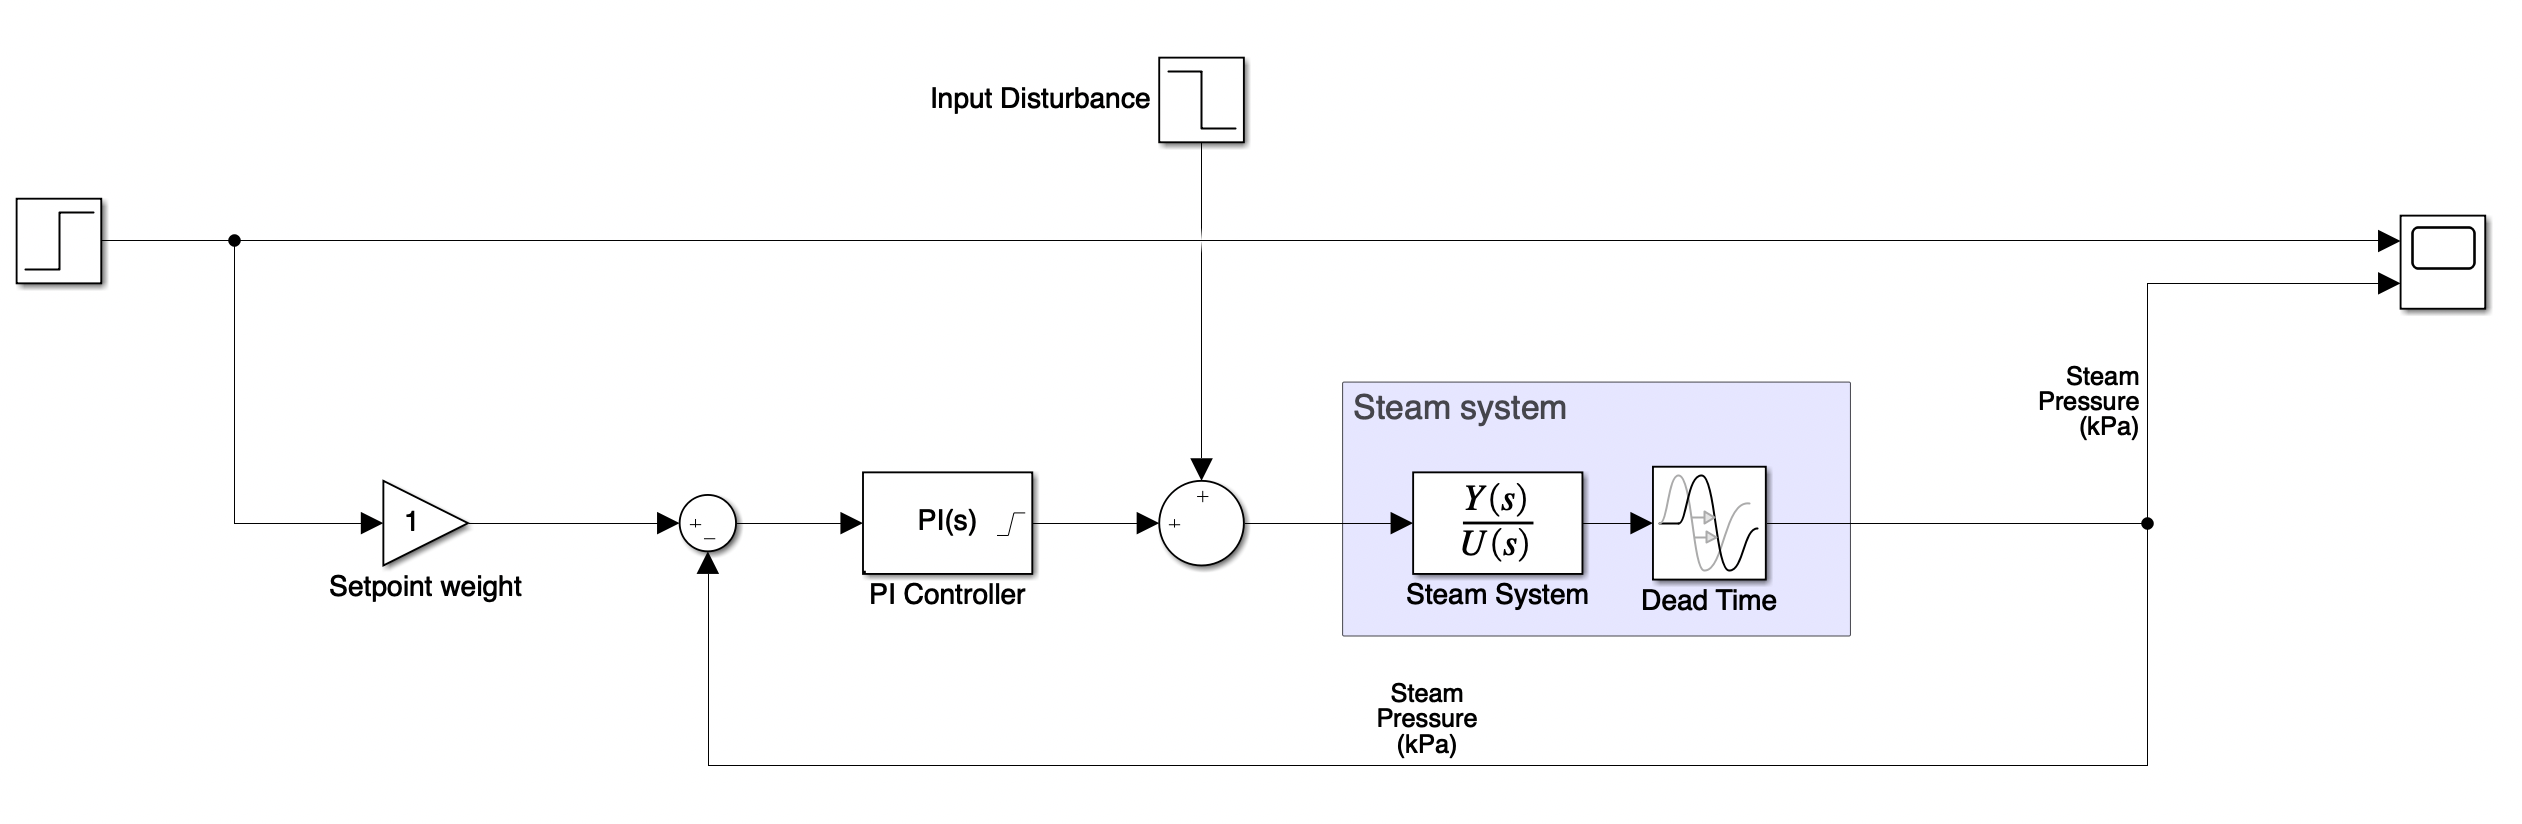 Input Disturbance
Steam
Pressure
(kPa)
Steam system
1
+
−
PI(s)
+
+
Y(s)
U(s)
Setpoint weight
PI Controller
Steam System
Dead Time
Steam
Pressure
(kPa)